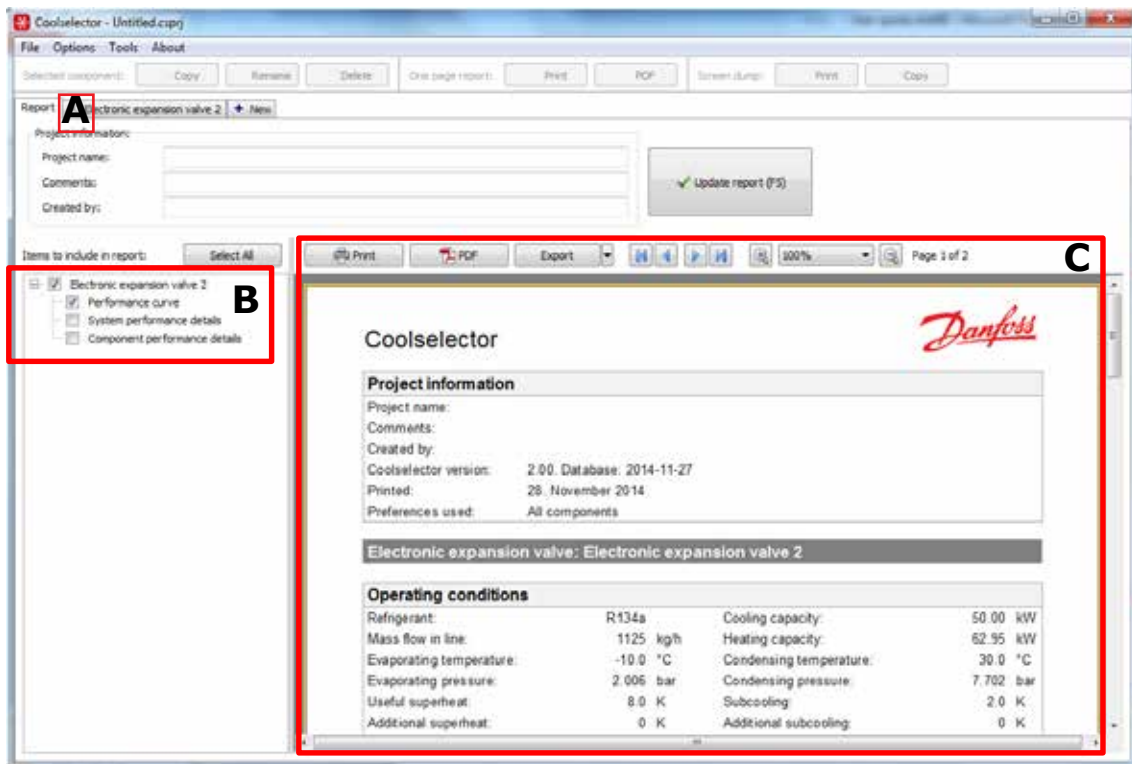 Coolselector - Untitled.csprj
File Options Tools About
Selected component: Copy Rename Delete One page report: Print PDF Screen dump: Print Copy
Report A Electronic expansion valve 2 + New
Project information:
Project name:
Comments:
Created by:
Update report (F5)
Items to include in report: Select All
Print PDF Export 100% Page 1 of 2
C
B
Electronic expansion valve 2
Performance curve
System performance details
Component performance details
Coolselector
Danfoss
Project information
Project name:
Comments:
Created by:
Coolselector version: 2.00. Database: 2014-11-27
Printed: 28. November 2014
Preferences used: All components
Electronic expansion valve: Electronic expansion valve 2
Operating conditions
Refrigerant: R134a Cooling capacity: 50.00 kW
Mass flow in line: 1125 kg/h Heating capacity: 62.95 kW
Evaporating temperature: -10.0 °C Condensing temperature: 30.0 °C
Evaporating pressure: 2.006 bar Condensing pressure: 7.702 bar
Useful superheat: 8.0 K Subcooling: 2.0 K
Additional superheat: 0 K Additional subcooling: 0 K